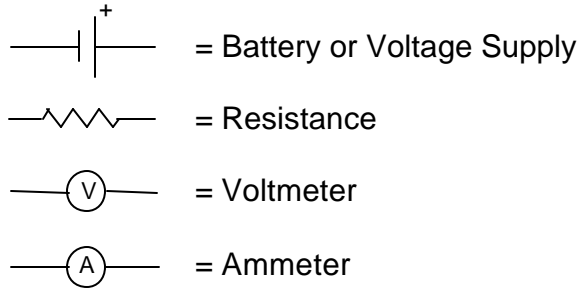 +
= Battery or Voltage Supply
= Resistance
V = Voltmeter
A = Ammeter